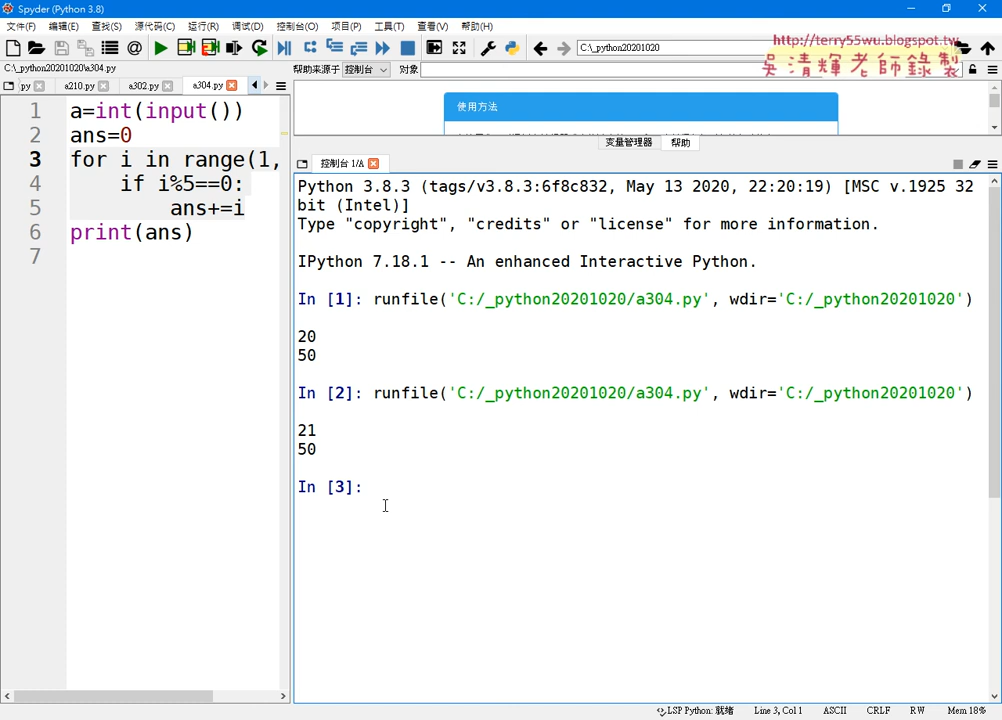 Spyder (Python 3.8)
文件(F) 编辑(E) 查找(S) 源代码(C) 运行(R) 调试(D) 控制台(O) 项目(P) 工具(T) 查看(V) 帮助(H)
C:\_python20201020
http://terry55wu.blogspot.tw
吳清輝老師錄製
C:\_python20201020\a304.py
帮助来源于 控制台 对象
py a210.py a302.py a304.py
使用方法
变量管理器 帮助
控制台 1/A
1 a=int(input())
2 ans=0
3 for i in range(1,
4 if i%5==0:
5 ans+=i
6 print(ans)
7
Python 3.8.3 (tags/v3.8.3:6f8c832, May 13 2020, 22:20:19) [MSC v.1925 32
bit (Intel)]
Type "copyright", "credits" or "license" for more information.
IPython 7.18.1 -- An enhanced Interactive Python.
In [1]: runfile('C:/_python20201020/a304.py', wdir='C:/_python20201020')
20
50
In [2]: runfile('C:/_python20201020/a304.py', wdir='C:/_python20201020')
21
50
In [3]:
LSP Python: 就绪 Line 3, Col 1 ASCII CRLF RW Mem 18%